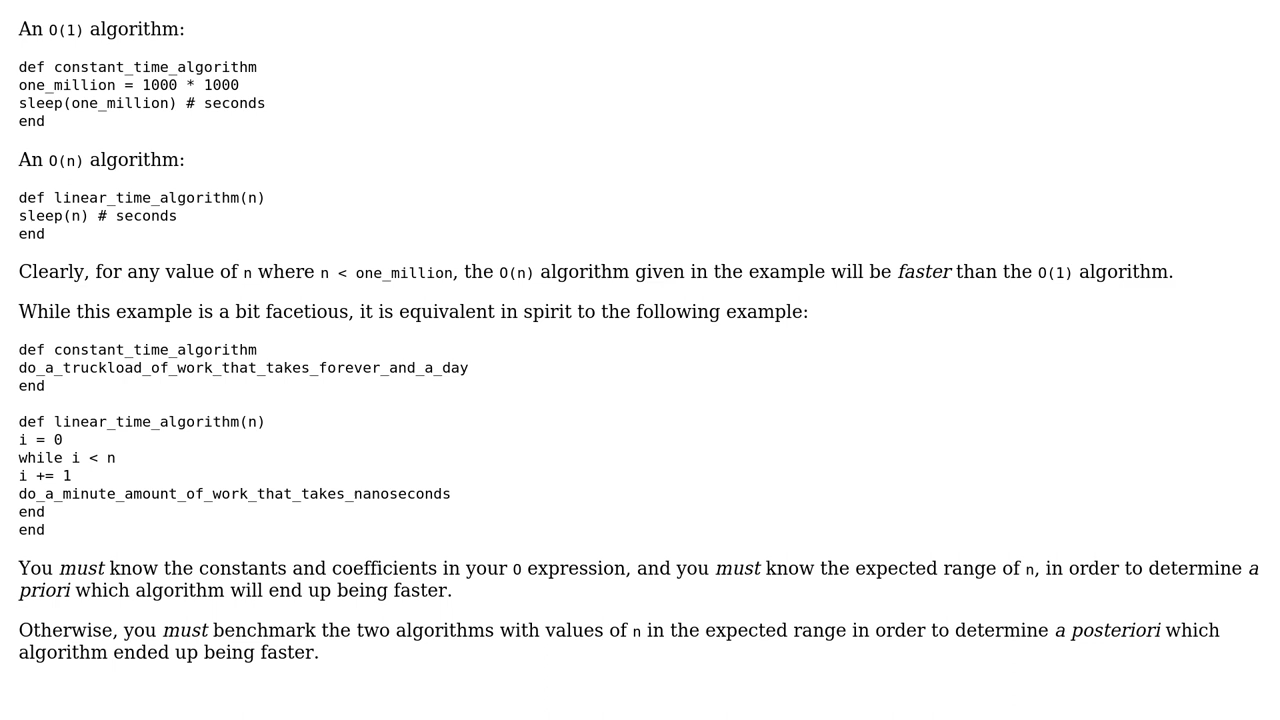 An O(1) algorithm:
def constant_time_algorithm
one_million = 1000 * 1000
sleep(one_million) # seconds
end
An O(n) algorithm:
def linear_time_algorithm(n)
sleep(n) # seconds
end
Clearly, for any value of n where n < one_million, the O(n) algorithm given in the example will be faster than the O(1) algorithm.
While this example is a bit facetious, it is equivalent in spirit to the following example:
def constant_time_algorithm
do_a_truckload_of_work_that_takes_forever_and_a_day
end
def linear_time_algorithm(n)
i = 0
while i < n
i += 1
do_a_minute_amount_of_work_that_takes_nanoseconds
end
end
You must know the constants and coefficients in your O expression, and you must know the expected range of n, in order to determine a
priori which algorithm will end up being faster.
Otherwise, you must benchmark the two algorithms with values of n in the expected range in order to determine a posteriori which
algorithm ended up being faster.